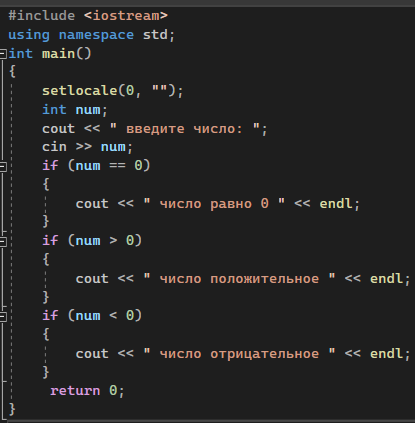 #include <iostream>
using namespace std;
int main()
{
setlocale(0, "");
int num;
cout << " введите число: ";
cin >> num;
if (num == 0)
{
cout << " число равно 0 " << endl;
}
if (num > 0)
{
cout << " число положительное " << endl;
}
if (num < 0)
{
cout << " число отрицательное " << endl;
}
return 0;
}